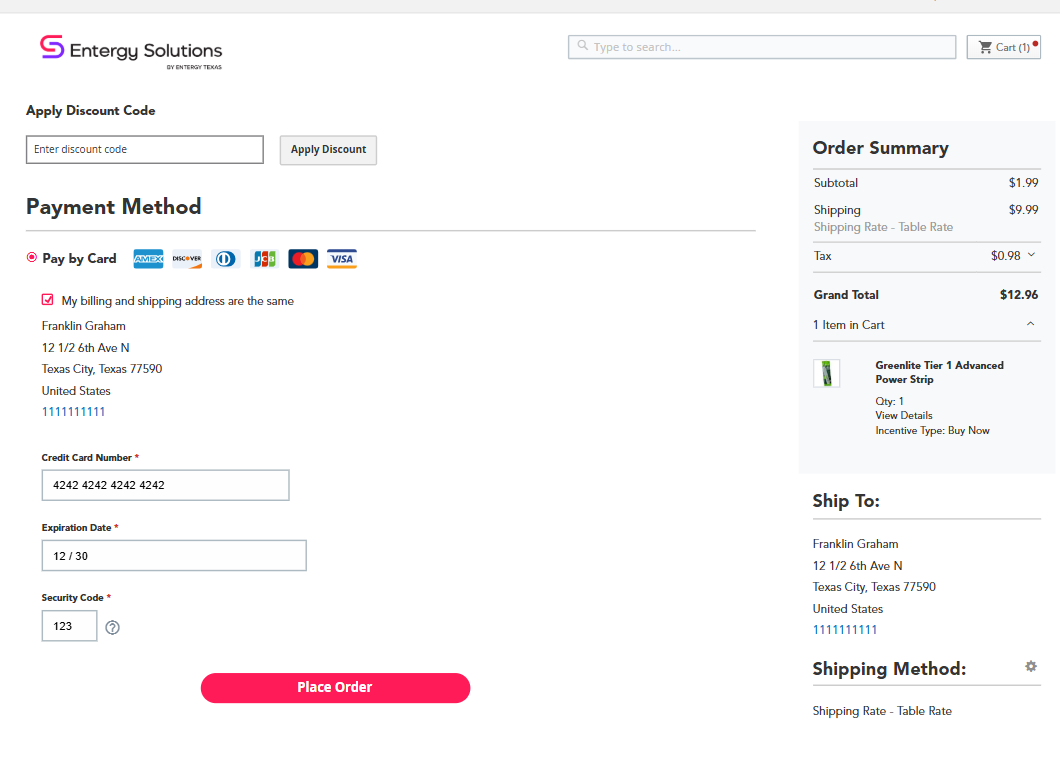 Entergy Solutions
BY ENTERGY TEXAS
Type to search...
Cart (1)
Apply Discount Code
Enter discount code
Apply Discount
Payment Method
Pay by Card
AMEX
DISCOVER
JCB
VISA
My billing and shipping address are the same
Franklin Graham
12 1/2 6th Ave N
Texas City, Texas 77590
United States
1111111111
Credit Card Number *
4242 4242 4242 4242
Expiration Date *
12 / 30
Security Code *
123
?
Place Order
Order Summary
Subtotal $1.99
Shipping $9.99
Shipping Rate - Table Rate
Tax $0.98
Grand Total $12.96
1 Item in Cart
Greenlite Tier 1 Advanced
Power Strip
Qty: 1
View Details
Incentive Type: Buy Now
Ship To:
Franklin Graham
12 1/2 6th Ave N
Texas City, Texas 77590
United States
1111111111
Shipping Method:
Shipping Rate - Table Rate